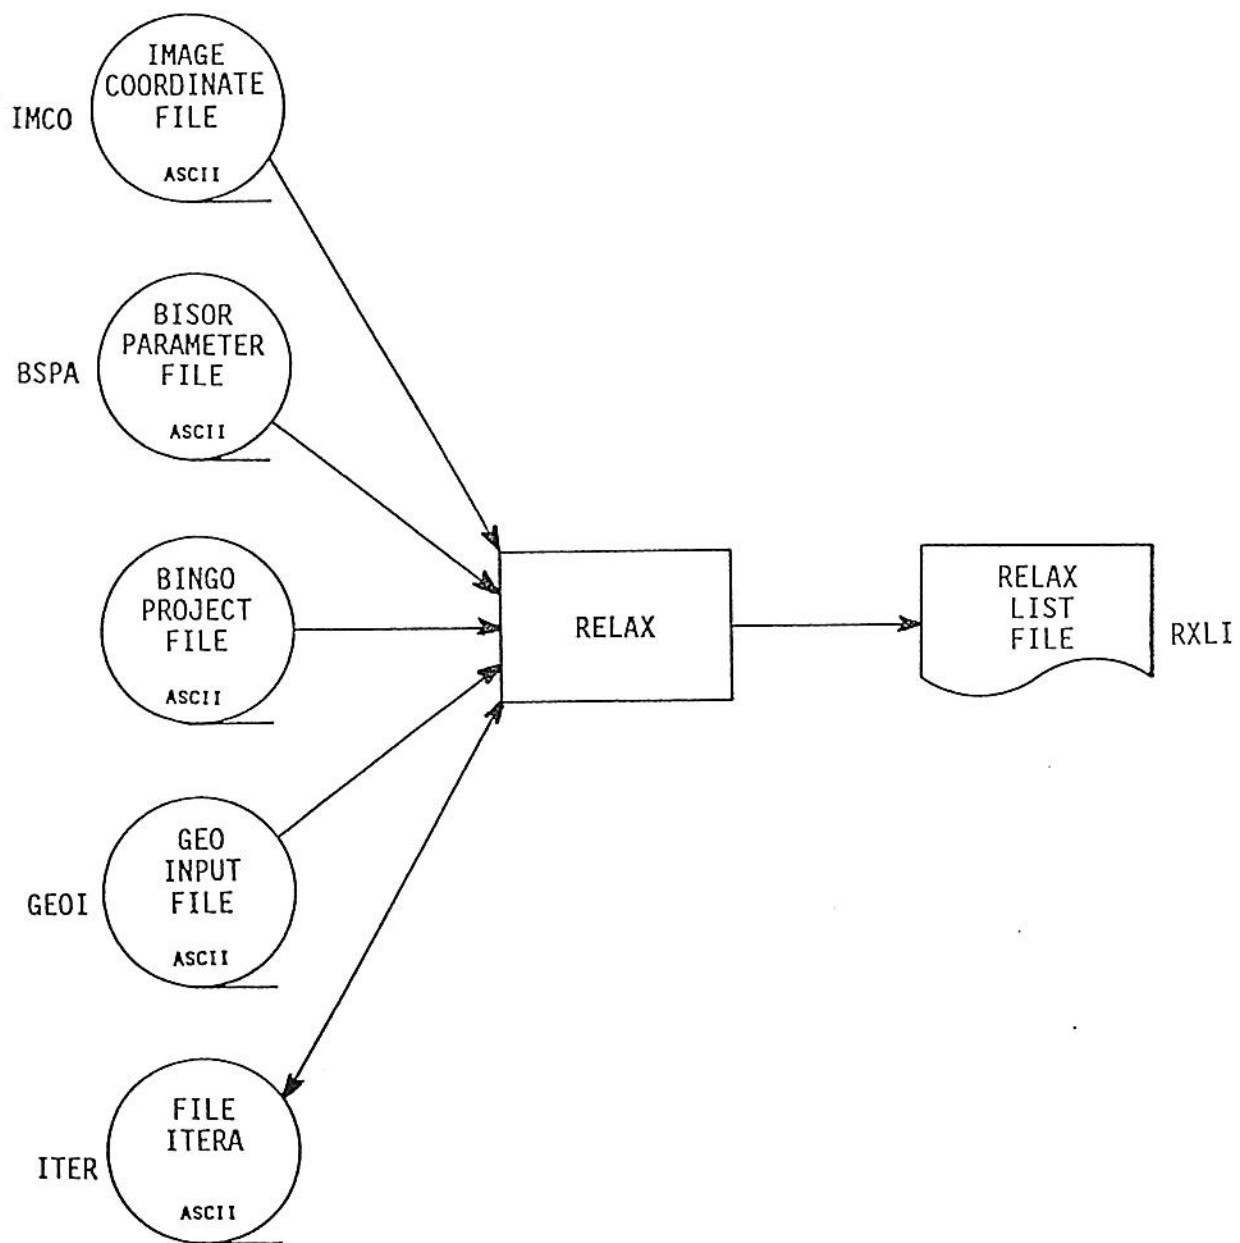 IMAGE
COORDINATE
FILE
ASCII
IMCO
BISOR
PARAMETER
FILE
ASCII
BSPA
BINGO
PROJECT
FILE
ASCII
GEO
INPUT
FILE
ASCII
GEOI
FILE
ITERA
ASCII
ITER
RELAX
RELAX
LIST
FILE
RXLI